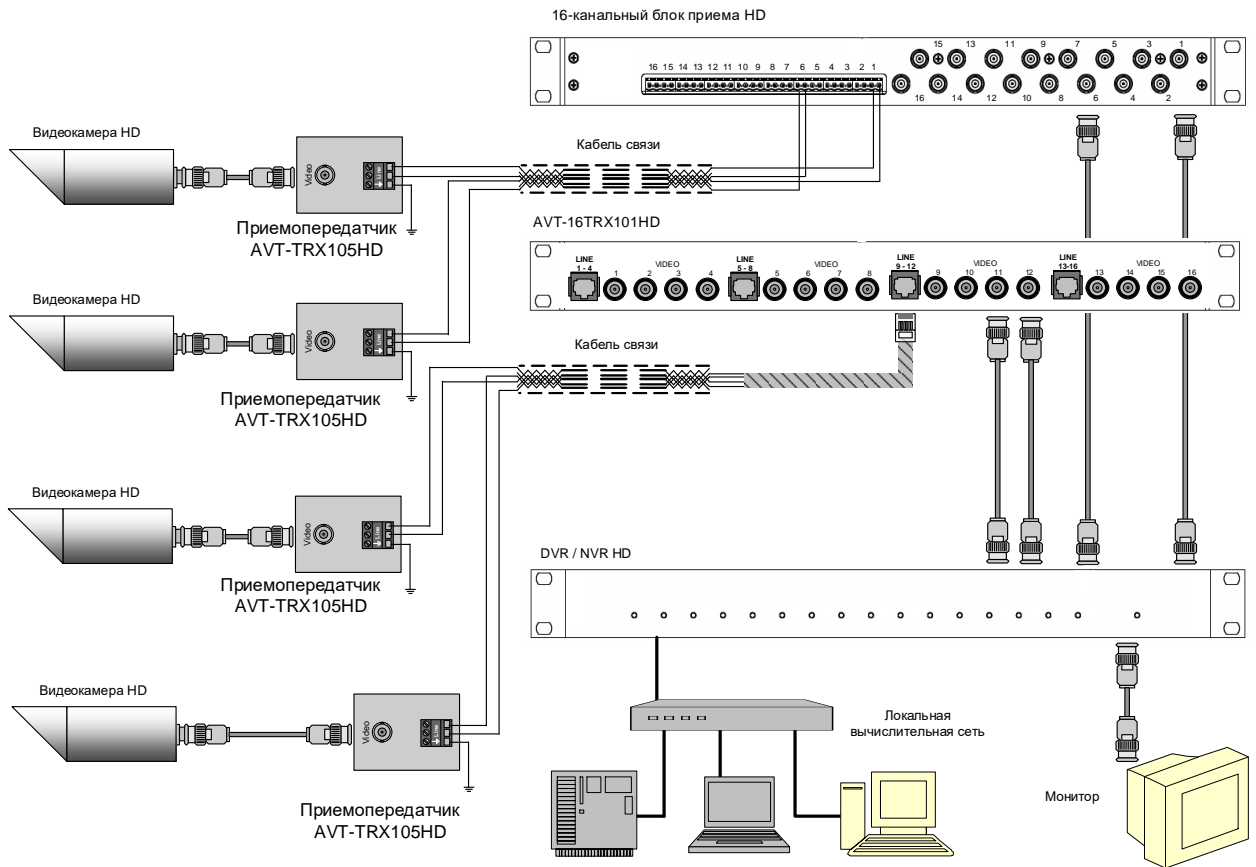 16-канальный блок приема HD
15 13 11 9 7 5 3 1
16 15 14 13 12 11 10 9 8 7 6 5 4 3 2 1
16 14 12 10 8 6 4 2
Видеокамера HD
Video
Кабель связи
Приемопередатчик
AVT-TRX105HD
AVT-16TRX101HD
LINE
1 - 4
VIDEO
1 2 3 4
LINE
5 - 8
VIDEO
5 6 7 8
LINE
9 - 12
VIDEO
9 10 11 12
LINE
13-16
VIDEO
13 14 15 16
Видеокамера HD
Video
Приемопередатчик
AVT-TRX105HD
Кабель связи
Видеокамера HD
Video
Приемопередатчик
AVT-TRX105HD
DVR / NVR HD
Видеокамера HD
Video
Приемопередатчик
AVT-TRX105HD
Локальная
вычислительная сеть
Монитор